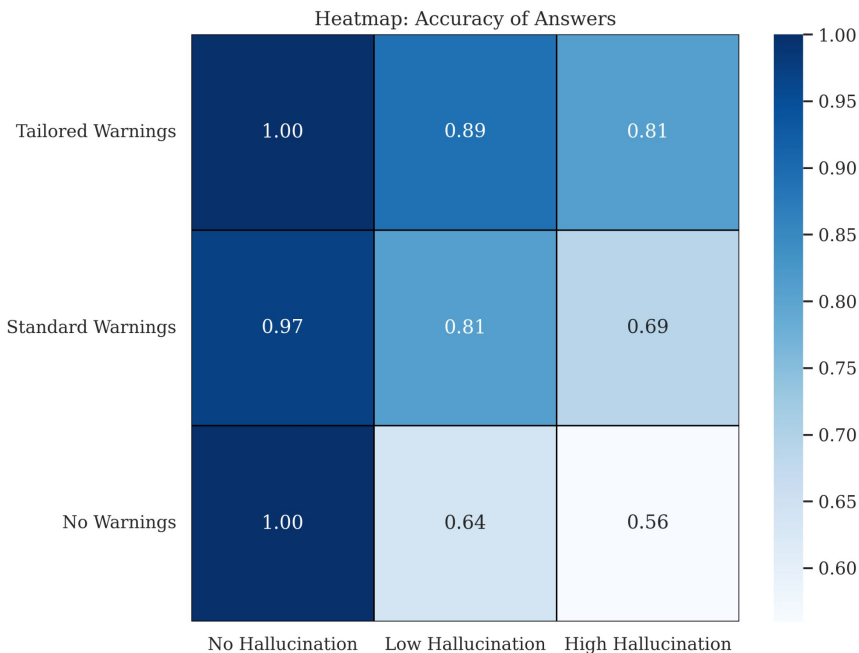 Heatmap: Accuracy of Answers
1.00
Tailored Warnings
1.00
0.89
0.81
0.95
0.90
0.85
Standard Warnings
0.97
0.81
0.69
0.80
0.75
0.70
No Warnings
1.00
0.64
0.56
0.65
0.60
No Hallucination
Low Hallucination
High Hallucination